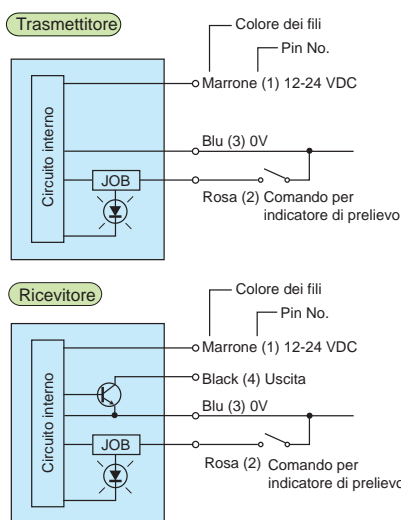 Trasmettitore
Colore dei fili
Pin No.
Marrone (1) 12-24 VDC
Circuito interno
Blu (3) 0V
JOB
Rosa (2) Comando per
indicatore di prelievo
Ricevitore
Colore dei fili
Pin No.
Marrone (1) 12-24 VDC
Black (4) Uscita
Circuito interno
Blu (3) 0V
JOB
Rosa (2) Comando per
indicatore di prelievo